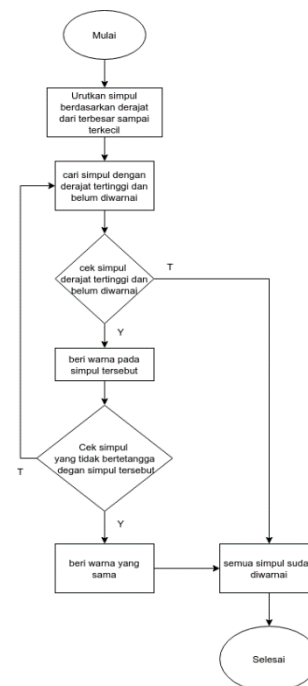 Mulai
Urutkan simpul
berdasarkan derajat
dari terbesar sampai
terkecil
cari simpul dengan
derajat tertinggi dan
belum diwarnai
cek simpul
derajat tertinggi dan
belum diwarnai
T
Y
beri warna pada
simpul tersebut
Cek simpul
yang tidak bertetangga
degan simpul tersebut
T
Y
beri warna yang
sama
semua simpul suda
diwarnai
Selesai